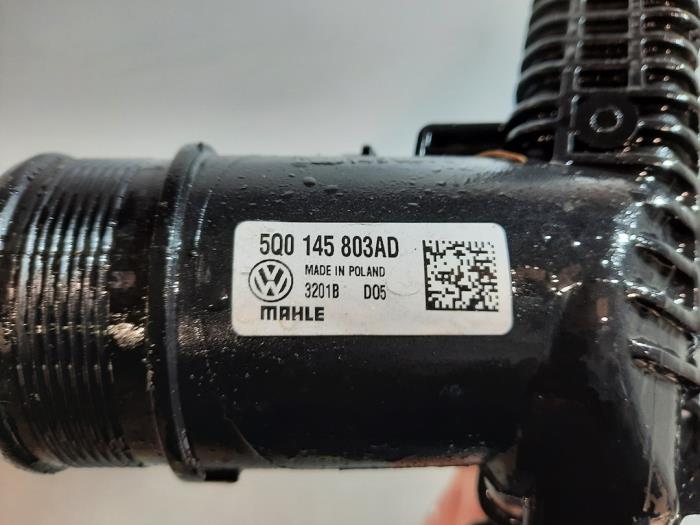 5Q0 145 803AD
MADE IN POLAND
3201B D05
MAHLE